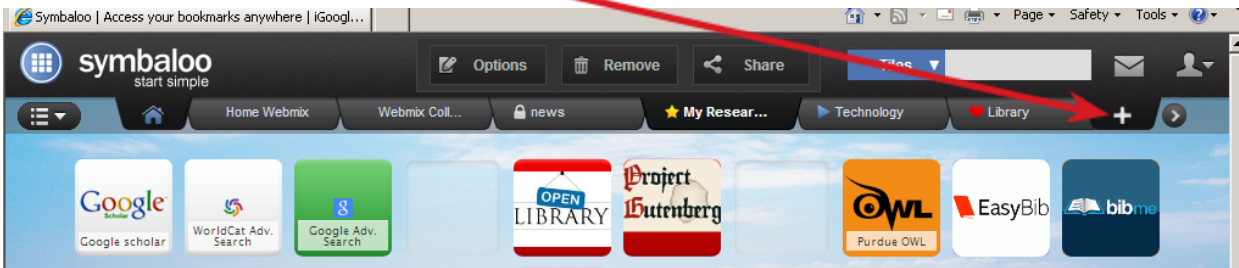 Symbaloo | Access your bookmarks anywhere | iGoogl...
Page
Safety
Tools
symbaloo
start simple
Options
Remove
Share
Tiles
Home Webmix
Webmix Coll...
news
My Resear...
Technology
Library
Google
Scholar
Google scholar
WorldCat Adv.
Search
g
Google Adv.
Search
OPEN
LIBRARY
Project
Gutenberg
OWL
Purdue OWL
EasyBib
bibme